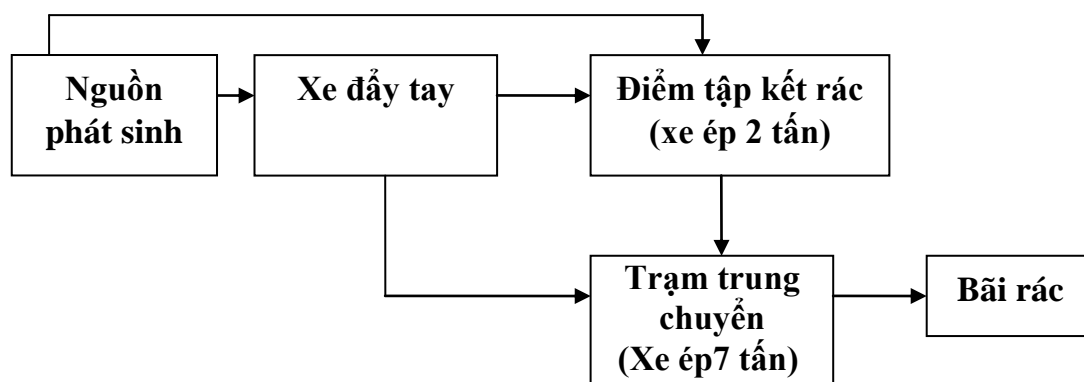 Nguồn
phát sinh
Xe đẩy tay
Điểm tập kết rác
(xe ép 2 tấn)
Trạm trung
chuyển
(Xe ép7 tấn)
Bãi rác